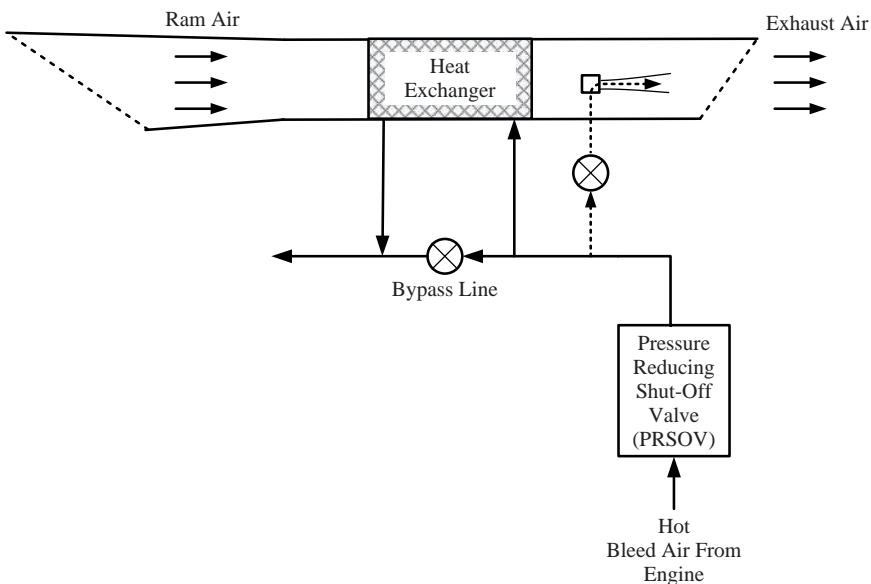 Ram Air
Exhaust Air
Heat
Exchanger
Bypass Line
Pressure
Reducing
Shut-Off
Valve
(PRSOV)
Hot
Bleed Air From
Engine